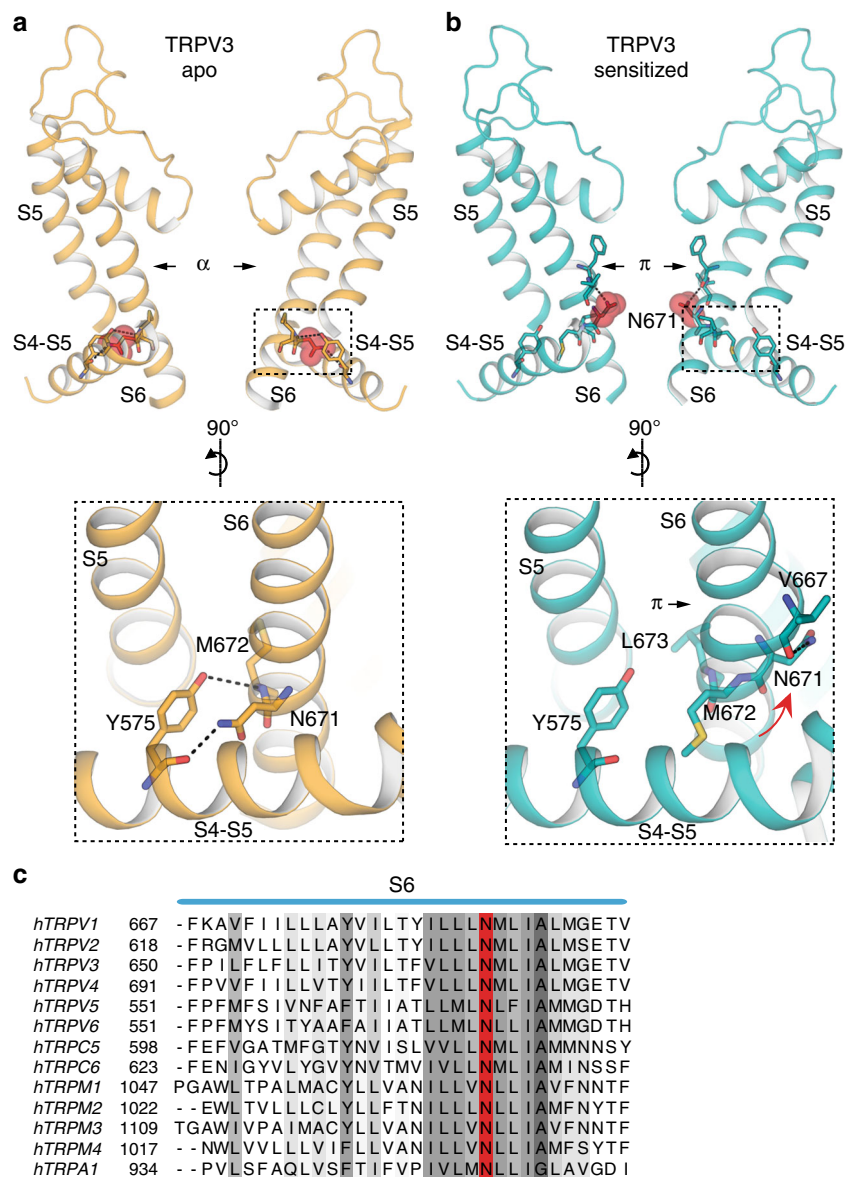 a
TRPV3
apo
S5
S5
α
S4-S5
S4-S5
S6
S6
90°
S5
S6
M672
Y575
N671
S4-S5
b
TRPV3
sensitized
S5
S5
π
N671
S4-S5
S4-S5
S6
S6
90°
S6
S5
V667
π
L673
N671
Y575
M672
S4-S5
c
S6
hTRPV1 667 -FKAVFIILLLAYVILTYILLLNMLIALMGETV
hTRPV2 618 -FRGMVLLLLLAYVLLTYILLLNMLIALMSETV
hTRPV3 650 -FPILFLFLLITYVILTFVLLLNMLIALMGETV
hTRPV4 691 -FPVVFIILLVTYIILTFVLLLNMLIALMGETV
hTRPV5 551 -FPFMFSIVNFAFTIIATLLMLNLFIAMMGDTH
hTRPV6 551 -FPFMYSITYAAFAIIATLLMLNLLIAMMGDTH
hTRPC5 598 -FEFVGATMFGTYNVISLVVLLNMLIAMMNNSY
hTRPC6 623 -FENIGYVLYGVYNVTMVIVLLNMLIAMINSSF
hTRPM1 1047 PGAWLTPALMACYLLVANILLVNLLIAVFNNTF
hTRPM2 1022 --EWLTVLLLCLYLLFTNILLLNLLIAMFNYTF
hTRPM3 1109 TGAWIVPAIMACYLLVANILLVNLLIAVFNNTF
hTRPM4 1017 --NWLVVLLLVIFLLVANILLLNLLIAMFSYTF
hTRPA1 934 --PVLSFAQLVSFTIFVPIVLMNLLIGLAVGDI